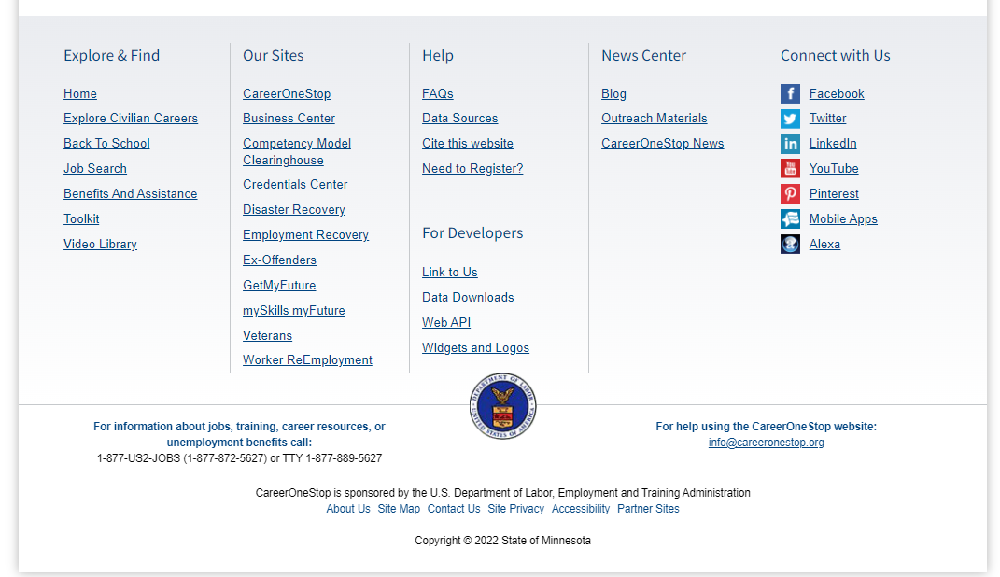 Explore & Find
Home
Explore Civilian Careers
Back To School
Job Search
Benefits And Assistance
Toolkit
Video Library
Our Sites
CareerOneStop
Business Center
Competency Model
Clearinghouse
Credentials Center
Disaster Recovery
Employment Recovery
Ex-Offenders
GetMyFuture
mySkills myFuture
Veterans
Worker ReEmployment
Help
FAQs
Data Sources
Cite this website
Need to Register?
For Developers
Link to Us
Data Downloads
Web API
Widgets and Logos
News Center
Blog
Outreach Materials
CareerOneStop News
Connect with Us
Facebook
Twitter
LinkedIn
YouTube
Pinterest
Mobile Apps
Alexa
DEPARTMENT OF LABOR
UNITED STATES OF AMERICA
For information about jobs, training, career resources, or
unemployment benefits call:
1-877-US2-JOBS (1-877-872-5627) or TTY 1-877-889-5627
For help using the CareerOneStop website:
info@careeronestop.org
CareerOneStop is sponsored by the U.S. Department of Labor, Employment and Training Administration
About Us Site Map Contact Us Site Privacy Accessibility Partner Sites
Copyright © 2022 State of Minnesota